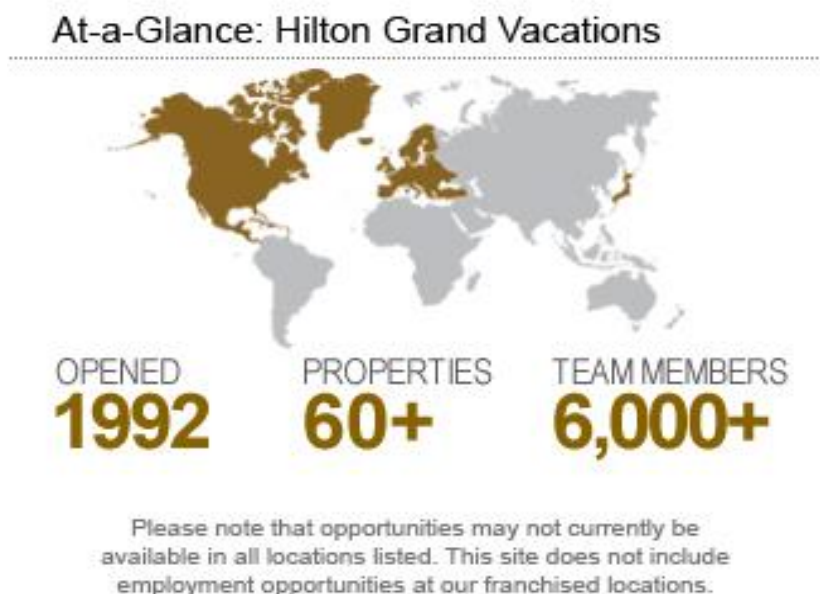 At-a-Glance: Hilton Grand Vacations
OPENED
1992
PROPERTIES
60+
TEAM MEMBERS
6,000+
Please note that opportunities may not currently be
available in all locations listed. This site does not include
employment opportunities at our franchised locations.